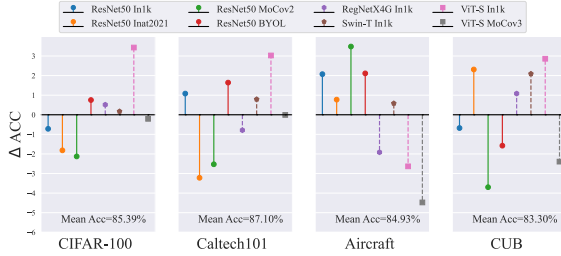 ResNet50 In1k ResNet50 MoCov2 RegNetX4G In1k ViT-S In1k
ResNet50 Inat2021 ResNet50 BYOL Swin-T In1k ViT-S MoCov3
Δ ACC
3
2
1
0
−1
−2
−3
−4
−5
−6
Mean Acc=85.39% Mean Acc=87.10% Mean Acc=84.93% Mean Acc=83.30%
CIFAR-100 Caltech101 Aircraft CUB